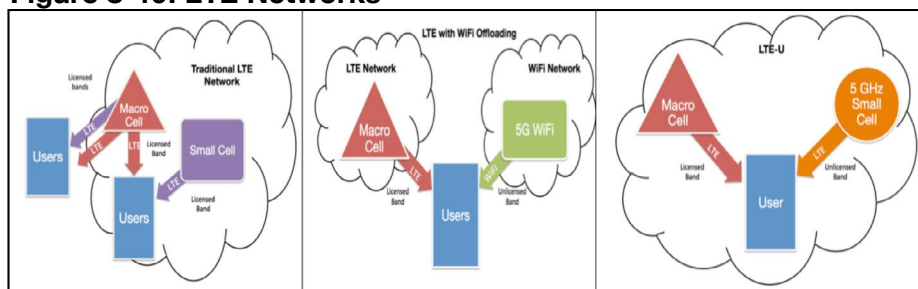 Figure
LTE Networks
Traditional LTE
Network
Licensed
bands
Macro
Cell
LTE
LTE
LTE
Licensed
Band
Users
Small Cell
LTE
Licensed
Band
Users
LTE with WiFi Offloading
LTE Network
WiFi Network
Macro
Cell
5G WiFi
LTE
WiFi
Licensed
Band
Unlicensed
Band
Users
LTE-U
Macro
Cell
5 GHz
Small
Cell
LTE
LTE
Licensed
Band
Unlicensed
Band
User